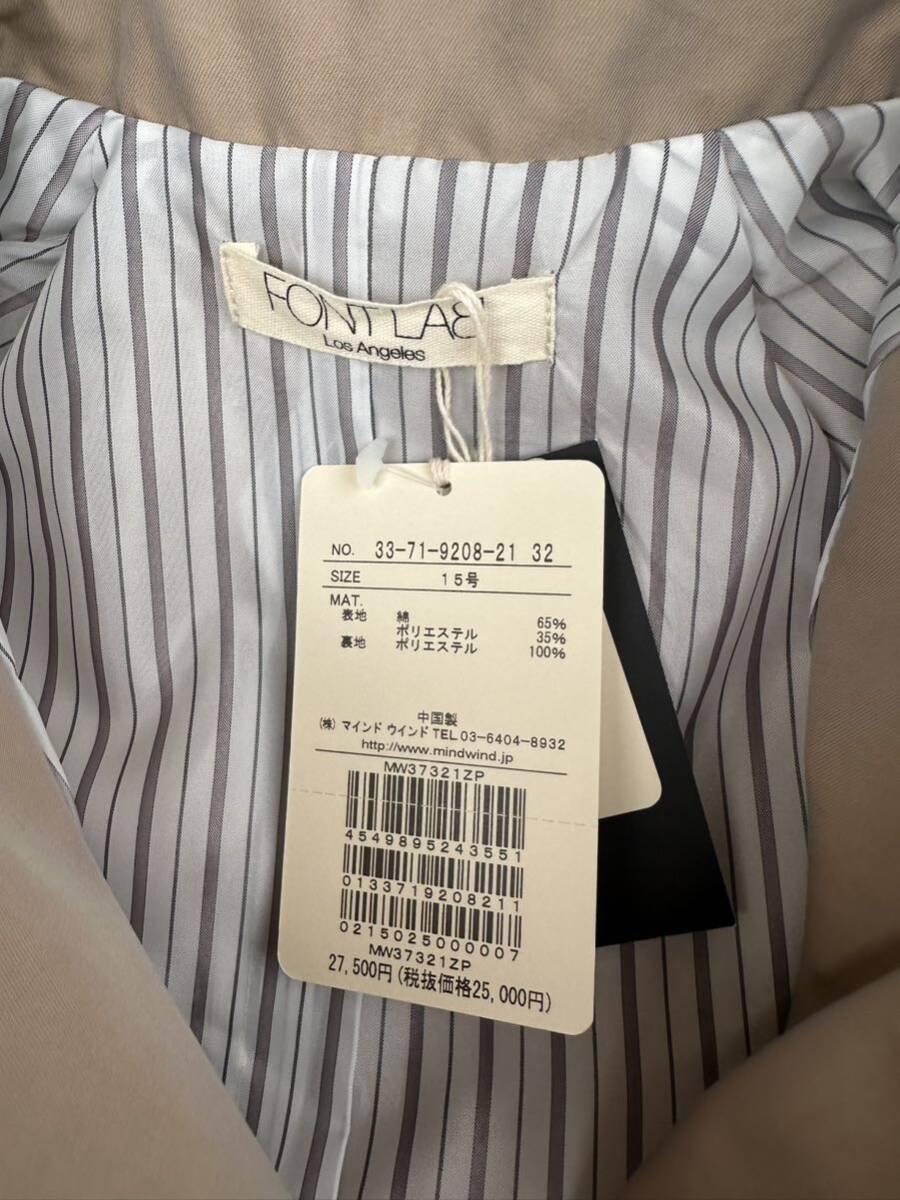 FONT LAB
Los Angeles
NO. 33-71-9208-21 32
SIZE 15号
MAT.
表地 綿 65%
ポリエステル 35%
裏地 ポリエステル 100%
中国製
(株) マインド ウインド TEL 03-6404-8932
http://www.mindwind.jp
MW37321ZP
4549895243551
0133719208211
0215025000007
MW37321ZP
27,500円(税抜価格25,000円)